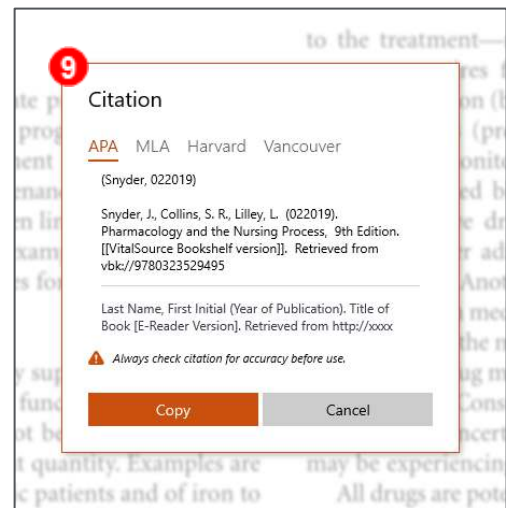 to the treatment—
9
Citation
APA MLA Harvard Vancouver
(Snyder, 022019)
Snyder, J., Collins, S. R., Lilley, L.  (022019).
Pharmacology and the Nursing Process,  9th Edition.
[[VitalSource Bookshelf version]].  Retrieved from
vbk://9780323529495
Last Name, First Initial (Year of Publication). Title of
Book [E-Reader Version]. Retrieved from http://xxxx
Always check citation for accuracy before use.
Copy Cancel
t quantity. Examples are may be experiencin
c patients and of iron to All drugs are pote